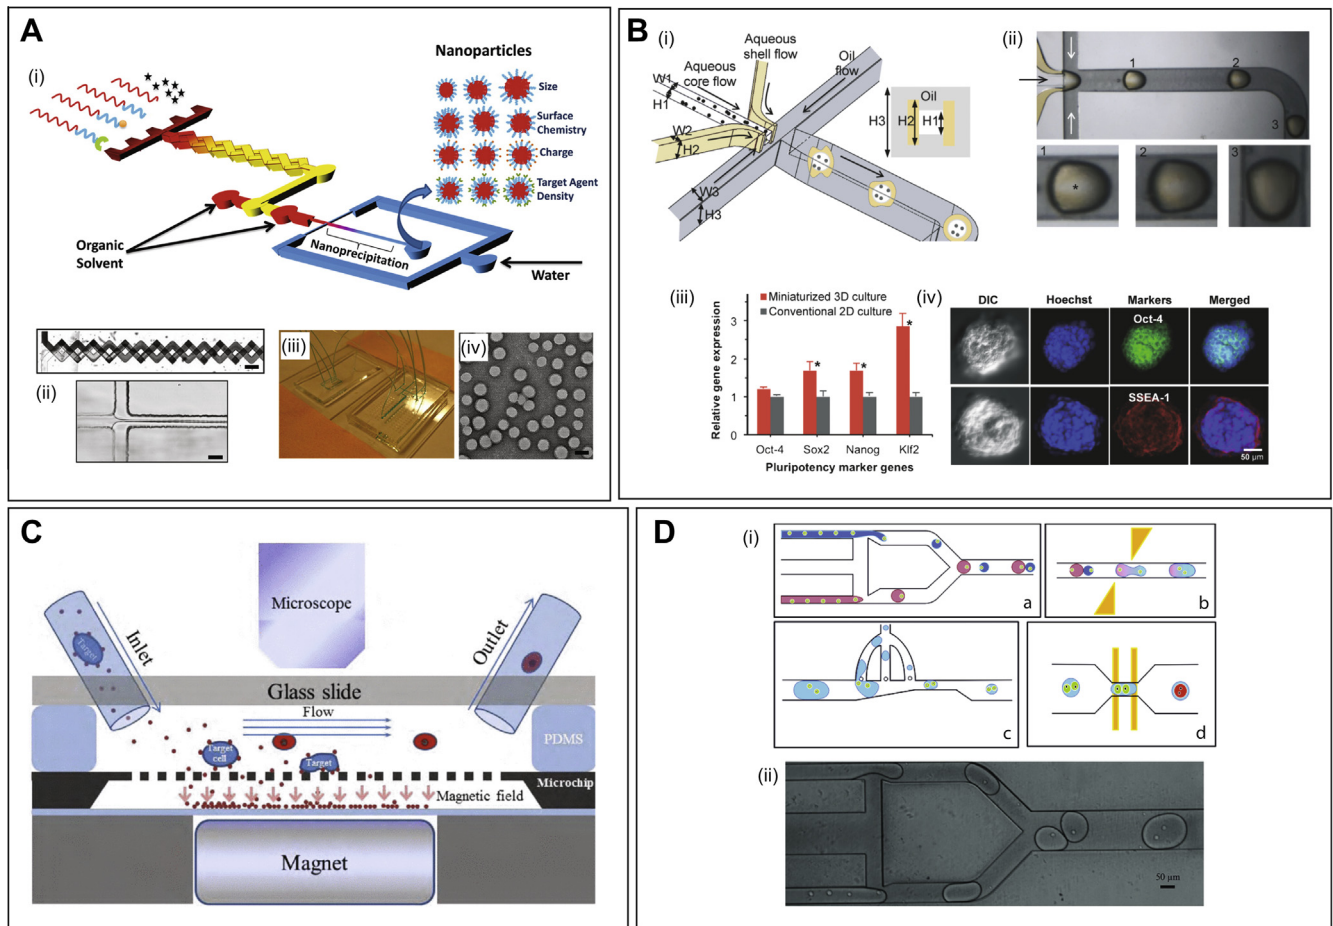 A
(i)
Nanoparticles
Size
Surface
Chemistry
Charge
Target Agent
Density
Organic
Solvent
Nanoprecipitation
Water
(ii)
(iii)
(iv)
B
(i)
Aqueous
shell flow
Aqueous
core flow
Oil
flow
W1
H1
W2
H2
W3
H3
Oil
H3
H2
H1
(ii)
1
2
3
1
*
2
3
(iii)
Relative gene expression
3
2
1
0
Miniaturized 3D culture
Conventional 2D culture
*
*
*
Oct-4
Sox2
Nanog
Klf2
Pluripotency marker genes
(iv)
DIC
Hoechst
Markers
Merged
Oct-4
SSEA-1
50 μm
C
Microscope
Inlet
Target
Outlet
Glass slide
Flow
PDMS
Target
cell
Target
Microchip
Magnetic field
Magnet
D
(i)
a
b
c
d
(ii)
50 μm